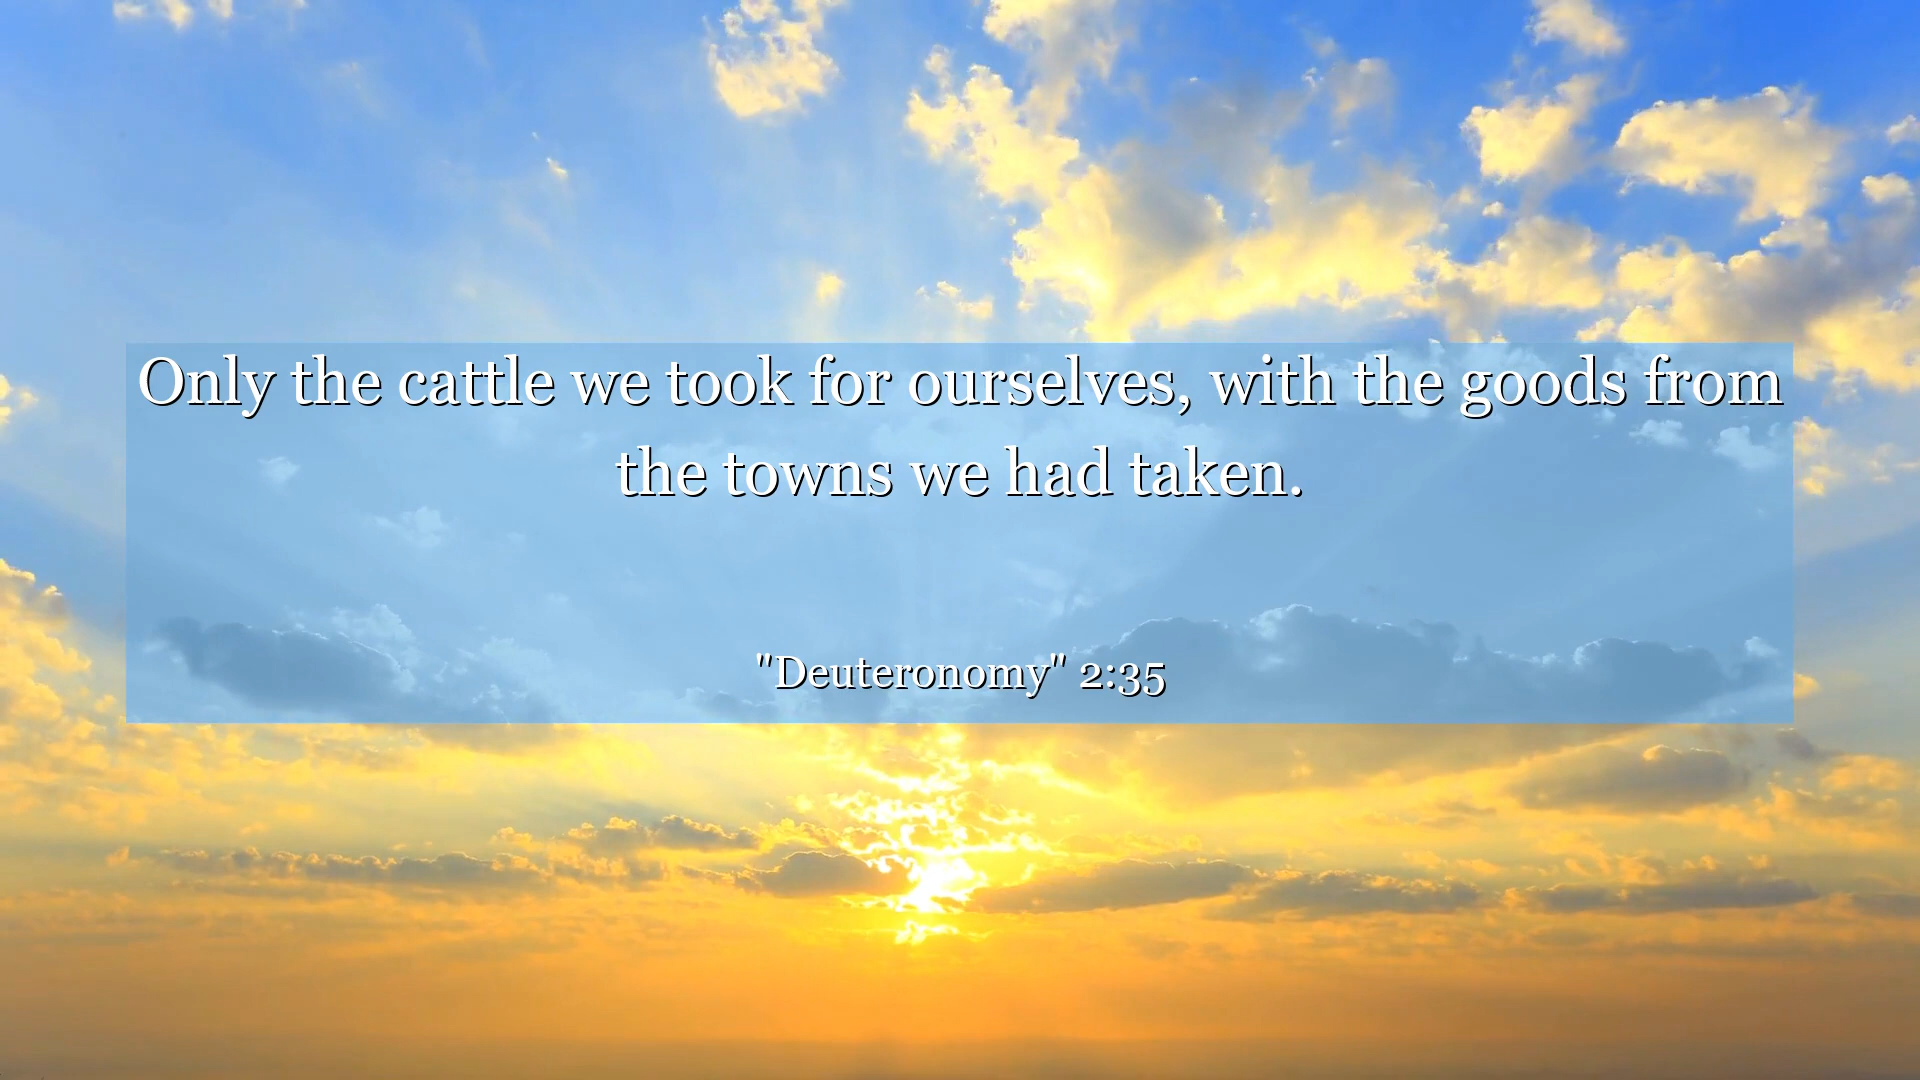 Only the cattle we took for ourselves, with the goods from
the towns we had taken.
"Deuteronomy" 2:35